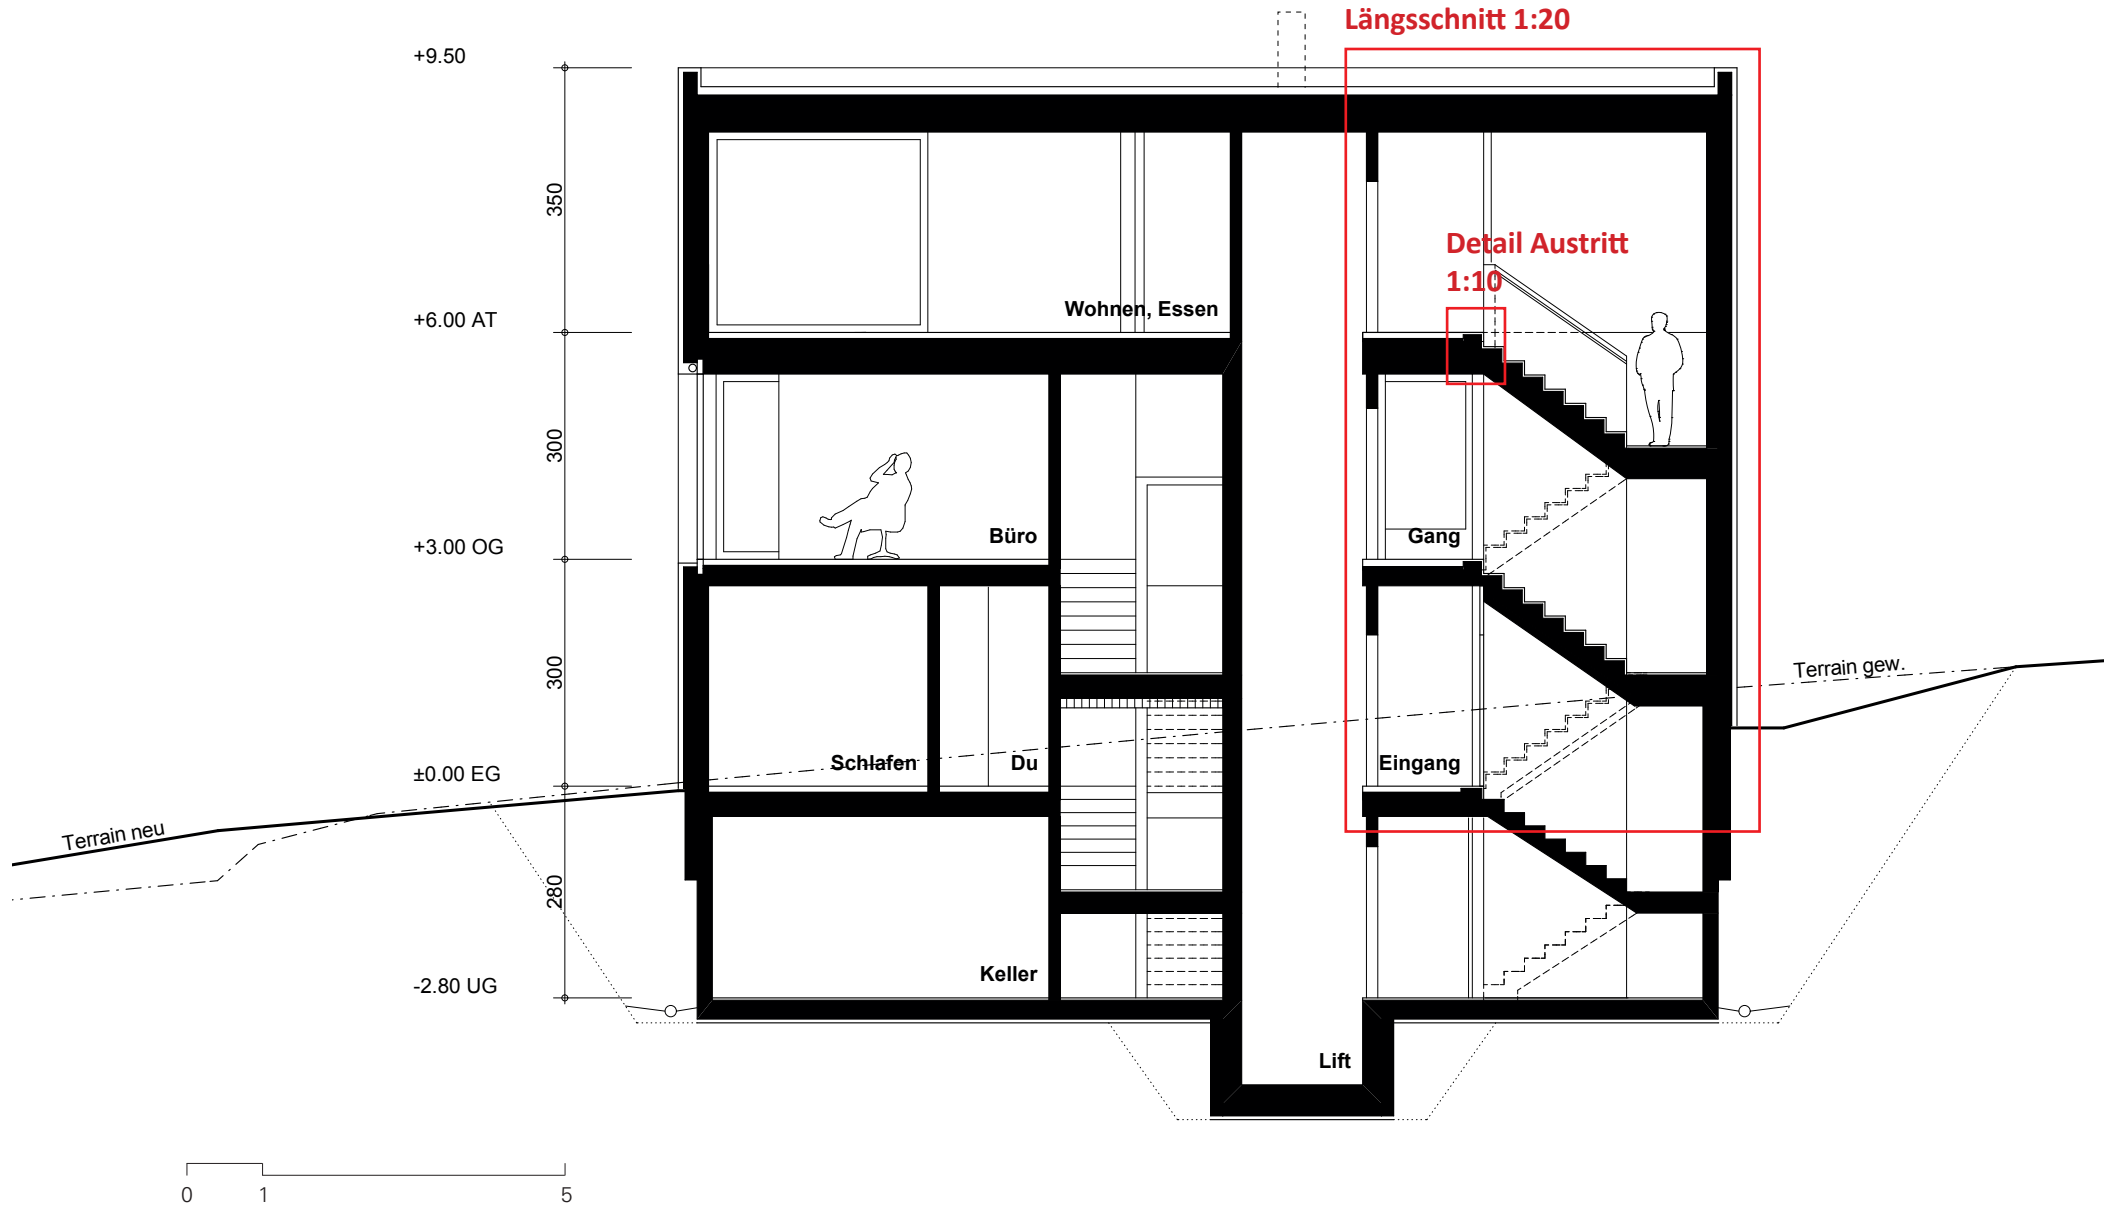 Längsschnitt 1:20
+9.50
350
Detail Austritt
1:10
Wohnen, Essen
+6.00 AT
300
Büro
Gang
+3.00 OG
300
Terrain gew.
Schlafen
Du
Eingang
±0.00 EG
Terrain neu
280
Keller
-2.80 UG
Lift
0 1 5